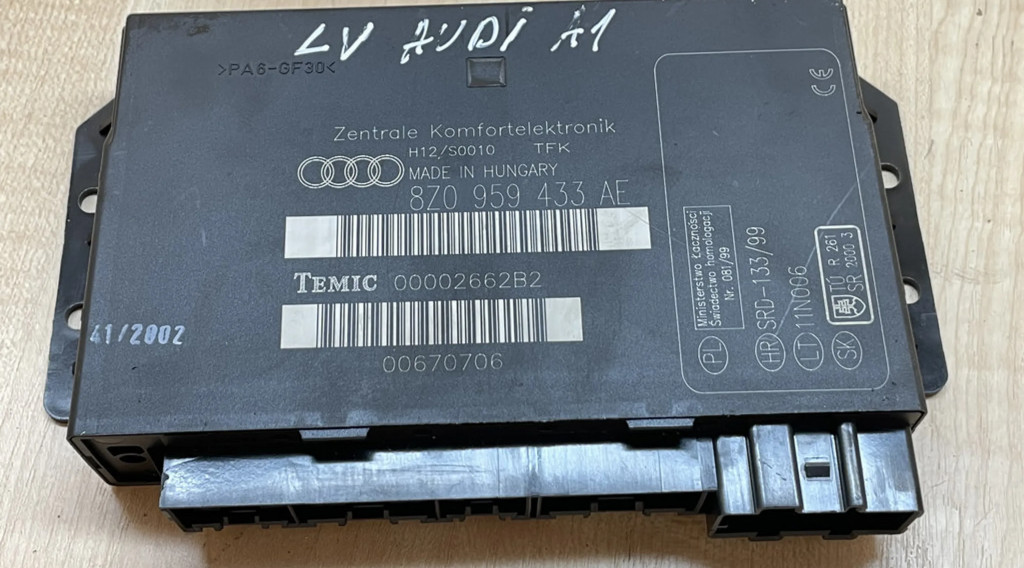 LV AUDI A1
>PA6-GF30<
Zentrale Komfortelektronik
H12/S0010 TFK
MADE IN HUNGARY
8Z0 959 433 AE
TEMIC 00002662B2
00670706
41/2002
CE
PL Ministerstwo Łączności
Świadectwo homologacji
Nr. 081/99
HR SRD-133/99
LT 11N006
SK TÚ R 261
SR 2000 3